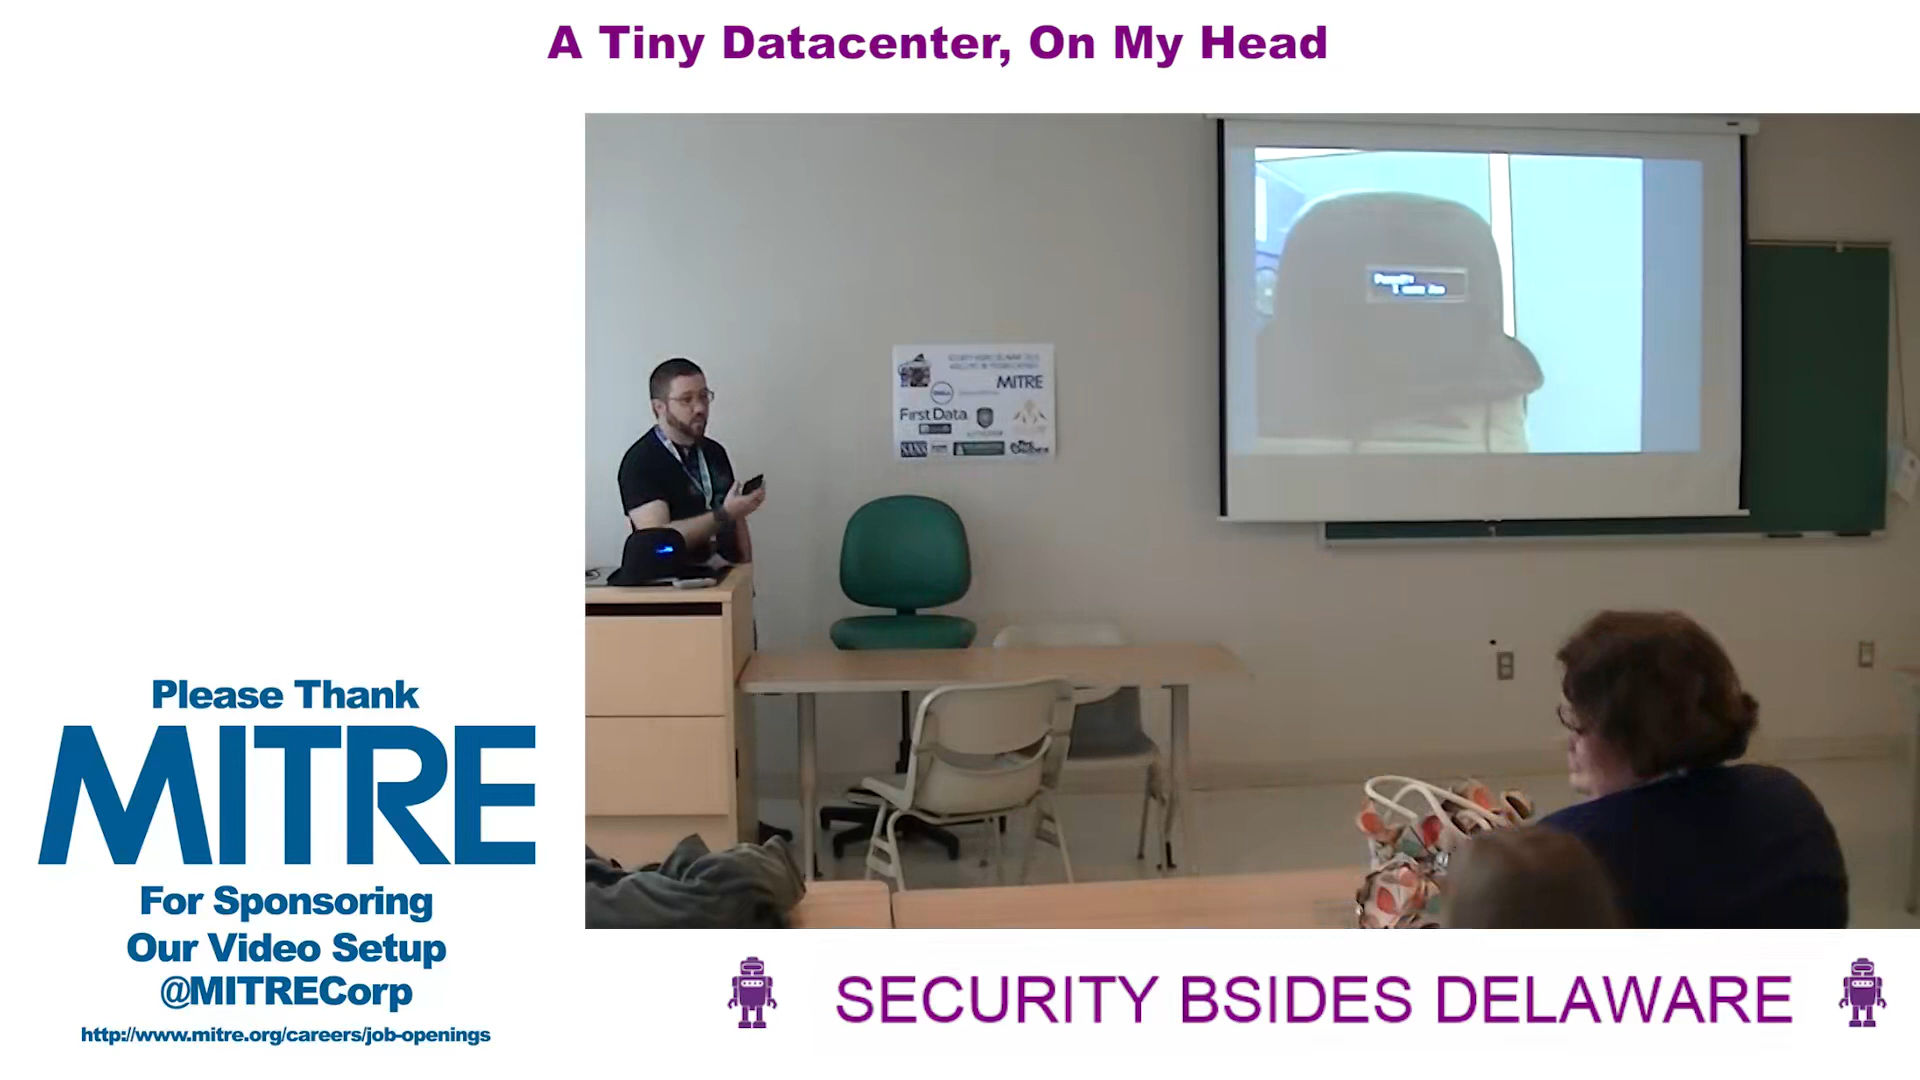 A Tiny Datacenter, On My Head
MITRE
First Data
SANS
Please Thank
MITRE
For Sponsoring
Our Video Setup
@MITRECorp
http://www.mitre.org/careers/job-openings
SECURITY BSIDES DELAWARE